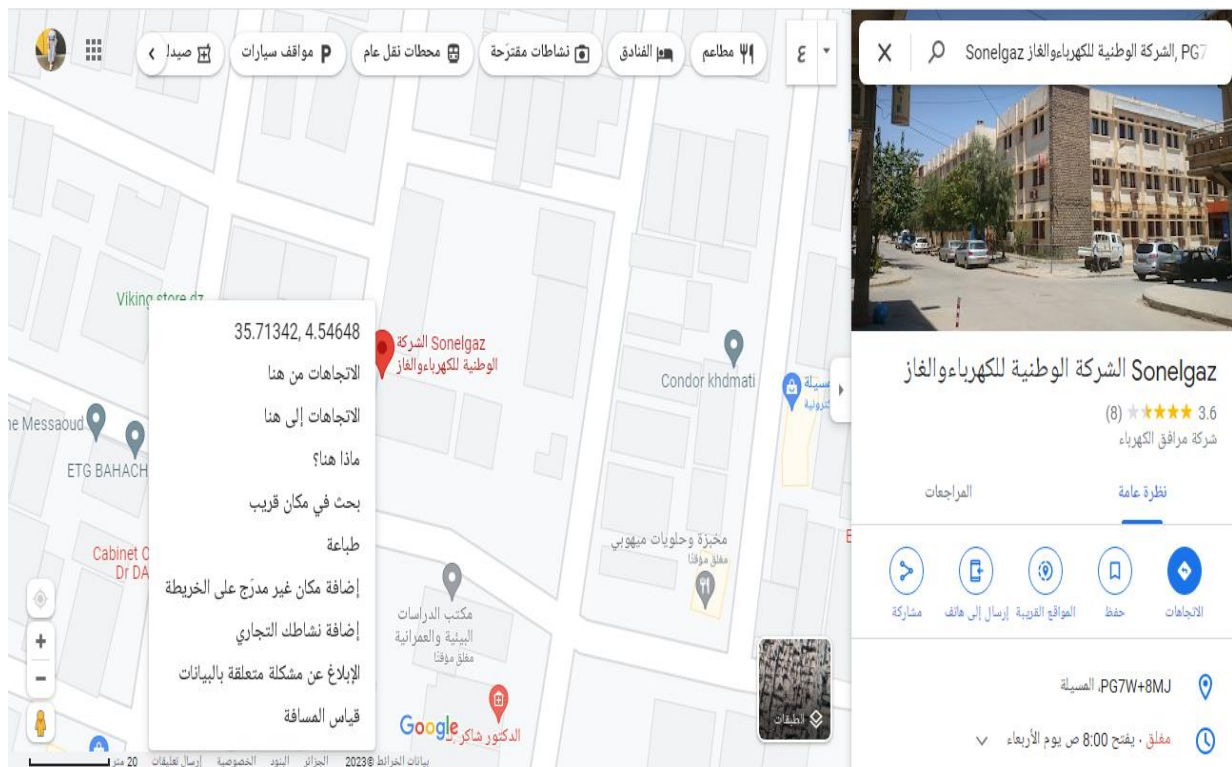 Sonelgaz الشركة الوطنية للكهرباءوالغاز, PG7
ع
مطاعم
الفنادق
نشاطات مقترَحة
محطات نقل عام
مواقف سيارات
صيدل
Sonelgaz الشركة الوطنية للكهرباءوالغاز
3.6 (8)
شركة مرافق الكهرباء
نظرة عامة
المراجعات
الاتجاهات
حفظ
المواقع القريبة
إرسال إلى هاتف
مشاركة
PG7W+8MJ، المسيلة
مغلق ⋅ يفتح 8:00 ص يوم الأربعاء
Viking store dz
35.71342, 4.54648
الاتجاهات من هنا
الاتجاهات إلى هنا
ماذا هنا؟
بحث في مكان قريب
طباعة
إضافة مكان غير مدرَج على الخريطة
إضافة نشاطك التجاري
الإبلاغ عن مشكلة متعلقة بالبيانات
قياس المسافة
Sonelgaz الشركة
الوطنية للكهرباءوالغاز
Condor khdmati
Messaoud
ETG BAHACH
Cabinet
Dr DA
مخبزة وحلويات ميهوبي
مغلق مؤقتًا
مكتب الدراسات
البيئية والعمرانية
مغلق مؤقتًا
الدكتور شاكر
Google
الطبقات
بيانات الخرائط ©2023
الجزائر
البنود
الخصوصية
إرسال تعليقات
20 متر